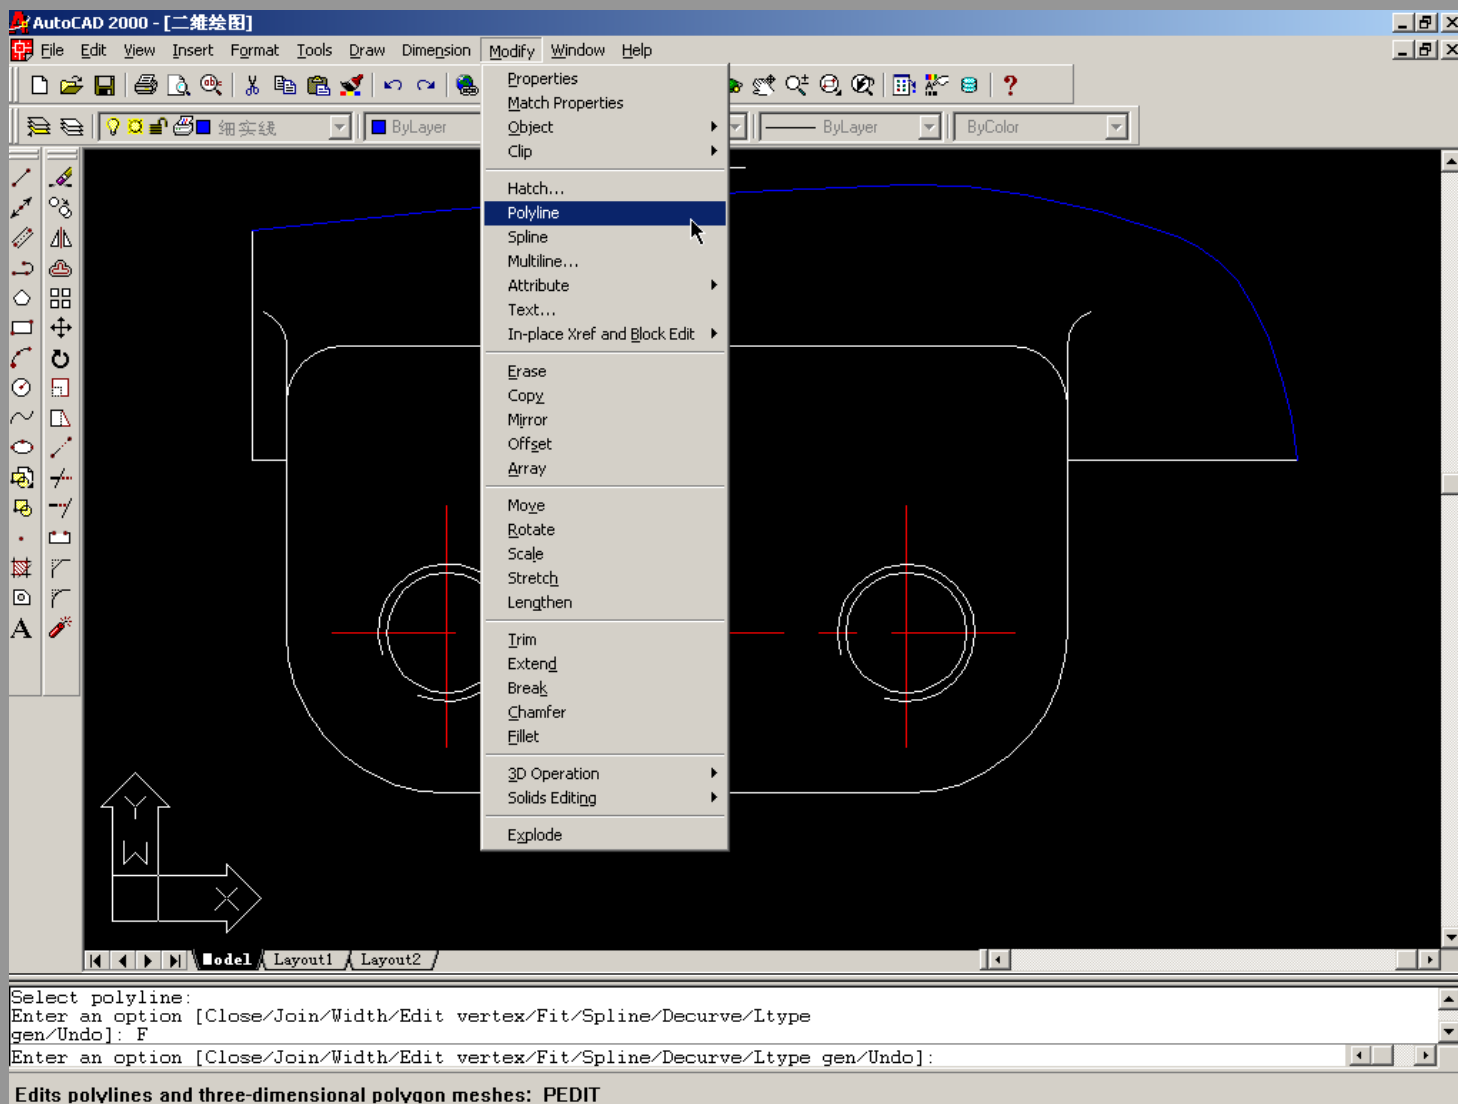 AutoCAD 2000 - [二维绘图]
File Edit View Insert Format Tools Draw Dimension Modify Window Help
细实线 ByLayer ByLayer ByColor
Properties
Match Properties
Object
Clip
Hatch...
Polyline
Spline
Multiline...
Attribute
Text...
In-place Xref and Block Edit
Erase
Copy
Mirror
Offset
Array
Move
Rotate
Scale
Stretch
Lengthen
Trim
Extend
Break
Chamfer
Fillet
3D Operation
Solids Editing
Explode
A
Y
W
X
Model Layout1 Layout2
Select polyline:
Enter an option [Close/Join/Width/Edit vertex/Fit/Spline/Decurve/Ltype
gen/Undo]: F
Enter an option [Close/Join/Width/Edit vertex/Fit/Spline/Decurve/Ltype gen/Undo]:
Edits polylines and three-dimensional polygon meshes: PEDIT